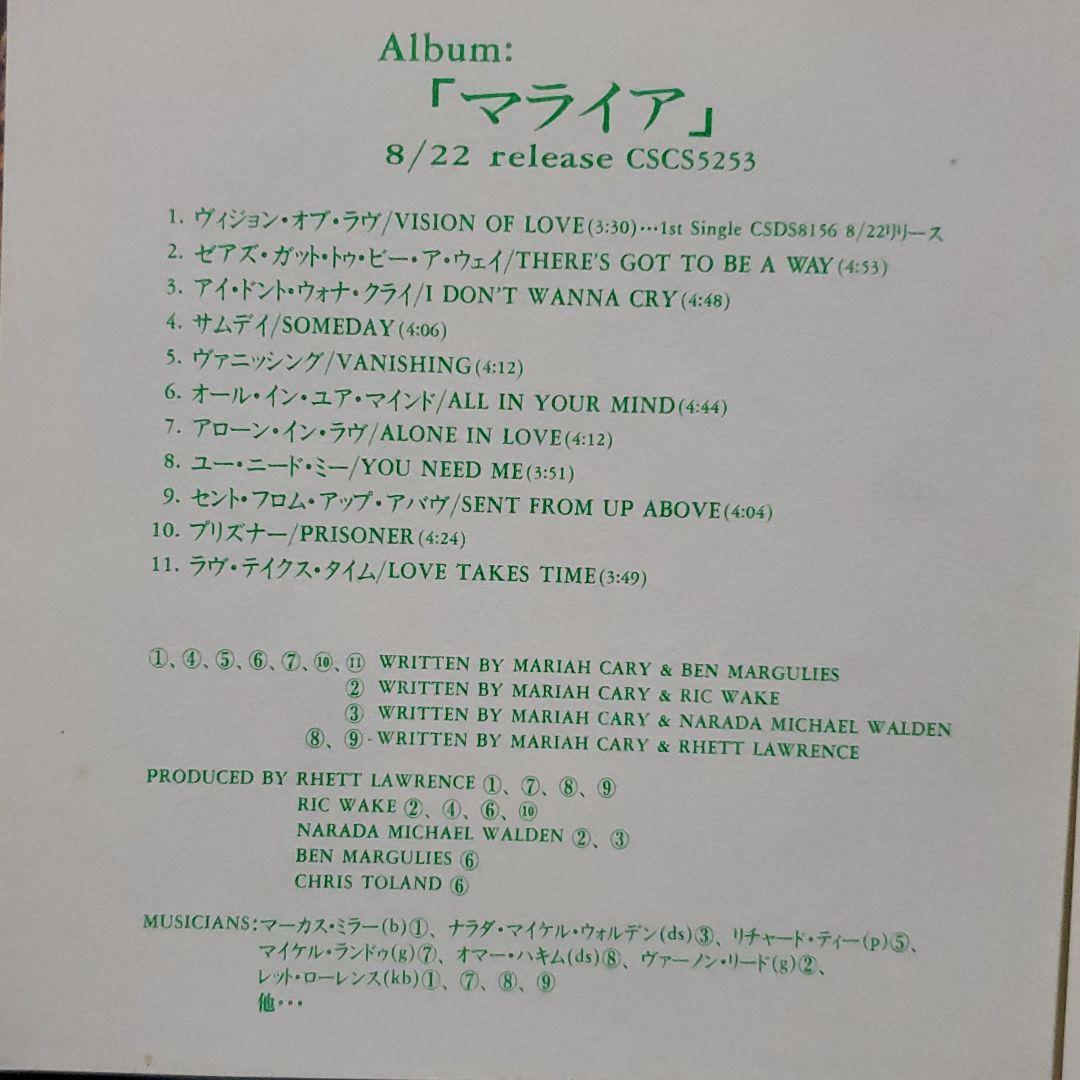 Album:
「マライア」
8/22 release CSCS5253
1. ヴィジョン・オブ・ラヴ/VISION OF LOVE(3:30)…1st Single CSDS8156 8/22リリース
2. ゼアズ・ガット・トゥ・ビー・ア・ウェイ/THERE'S GOT TO BE A WAY(4:53)
3. アイ・ドント・ウォナ・クライ/I DON'T WANNA CRY(4:48)
4. サムデイ/SOMEDAY(4:06)
5. ヴァニッシング/VANISHING(4:12)
6. オール・イン・ユア・マインド/ALL IN YOUR MIND(4:44)
7. アローン・イン・ラヴ/ALONE IN LOVE(4:12)
8. ユー・ニード・ミー/YOU NEED ME(3:51)
9. セント・フロム・アップ・アバヴ/SENT FROM UP ABOVE(4:04)
10. プリズナー/PRISONER(4:24)
11. ラヴ・テイクス・タイム/LOVE TAKES TIME(3:49)
①、④、⑤、⑥、⑦、⑩、⑪ WRITTEN BY MARIAH CARY & BEN MARGULIES
② WRITTEN BY MARIAH CARY & RIC WAKE
③ WRITTEN BY MARIAH CARY & NARADA MICHAEL WALDEN
⑧、⑨-WRITTEN BY MARIAH CARY & RHETT LAWRENCE
PRODUCED BY RHETT LAWRENCE ①、⑦、⑧、⑨
RIC WAKE ②、④、⑥、⑩
NARADA MICHAEL WALDEN ②、③
BEN MARGULIES ⑥
CHRIS TOLAND ⑥
MUSICIANS:マーカス・ミラー(b)①、ナラダ・マイケル・ウォルデン(ds)③、リチャード・ティー(p)⑤、
マイケル・ランドゥ(g)⑦、オマー・ハキム(ds)⑧、ヴァーノン・リード(g)②、
レット・ローレンス(kb)①、⑦、⑧、⑨
他…